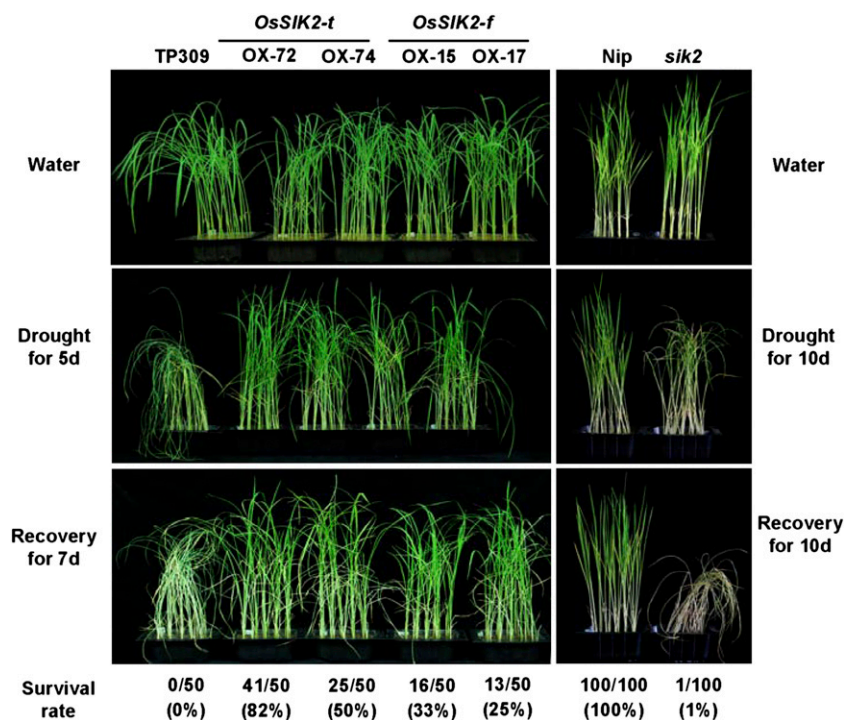 OsSIK2-t OsSIK2-f
TP309 OX-72 OX-74 OX-15 OX-17 Nip sik2
Water Water
Drought
for 5d
Drought
for 10d
Recovery
for 7d
Recovery
for 10d
Survival
rate
0/50 41/50 25/50 16/50 13/50 100/100 1/100
(0%) (82%) (50%) (33%) (25%) (100%) (1%)